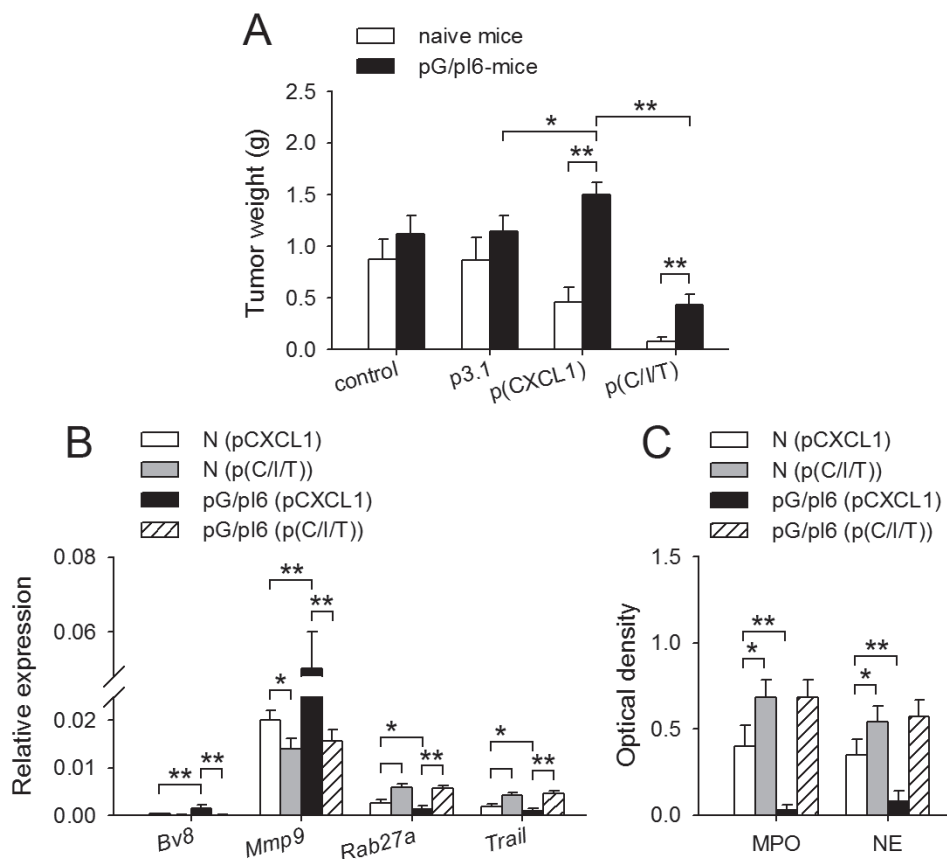 A
naive mice
pG/pI6-mice
Tumor weight (g)
2.5
2.0
1.5
1.0
0.5
0.0
* **
**
**
control p3.1 p(CXCL1) p(C/I/T)
B
N (pCXCL1)
N (p(C/I/T))
pG/pI6 (pCXCL1)
pG/pI6 (p(C/I/T))
Relative expression
0.08
0.06
0.02
0.01
0.00
** **
** **
*
* **
* **
Bv8 Mmp9 Rab27a Trail
C
N (pCXCL1)
N (p(C/I/T))
pG/pI6 (pCXCL1)
pG/pI6 (p(C/I/T))
Optical density
1.5
1.0
0.5
0.0
**
*
**
*
MPO NE